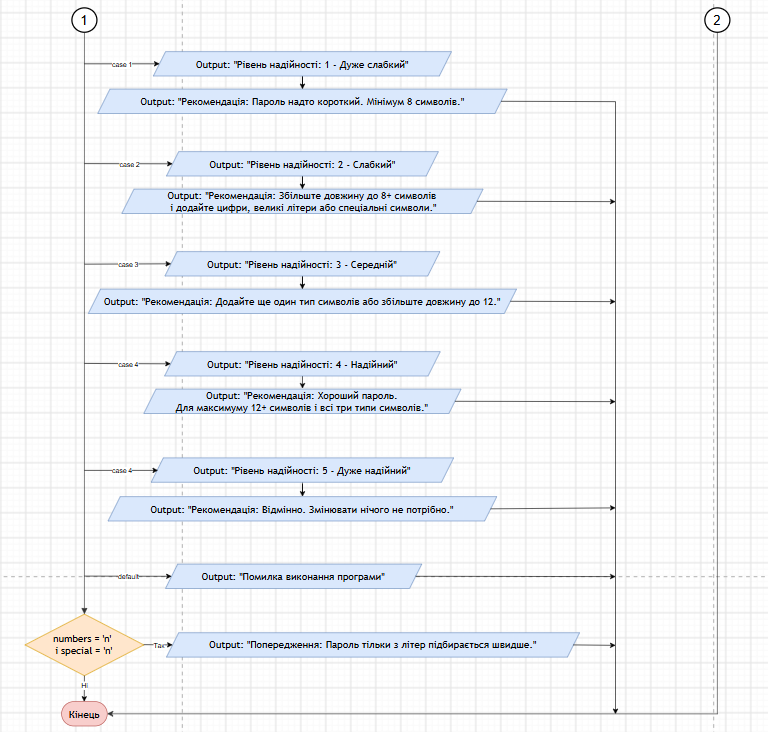 1
2
case 1
Output: "Рівень надійності: 1 - Дуже слабкий"
Output: "Рекомендація: Пароль надто короткий. Мінімум 8 символів."
case 2
Output: "Рівень надійності: 2 - Слабкий"
Output: "Рекомендація: Збільште довжину до 8+ символів
і додайте цифри, великі літери або спеціальні символи."
case 3
Output: "Рівень надійності: 3 - Середній"
Output: "Рекомендація: Додайте ще один тип символів або збільште довжину до 12."
case 4
Output: "Рівень надійності: 4 - Надійний"
Output: "Рекомендація: Хороший пароль.
Для максимуму 12+ символів і всі три типи символів."
case 4
Output: "Рівень надійності: 5 - Дуже надійний"
Output: "Рекомендація: Відмінно. Змінювати нічого не потрібно."
default
Output: "Помилка виконання програми"
numbers = 'n'
і special = 'n'
Так
Output: "Попередження: Пароль тільки з літер підбирається швидше."
Ні
Кінець